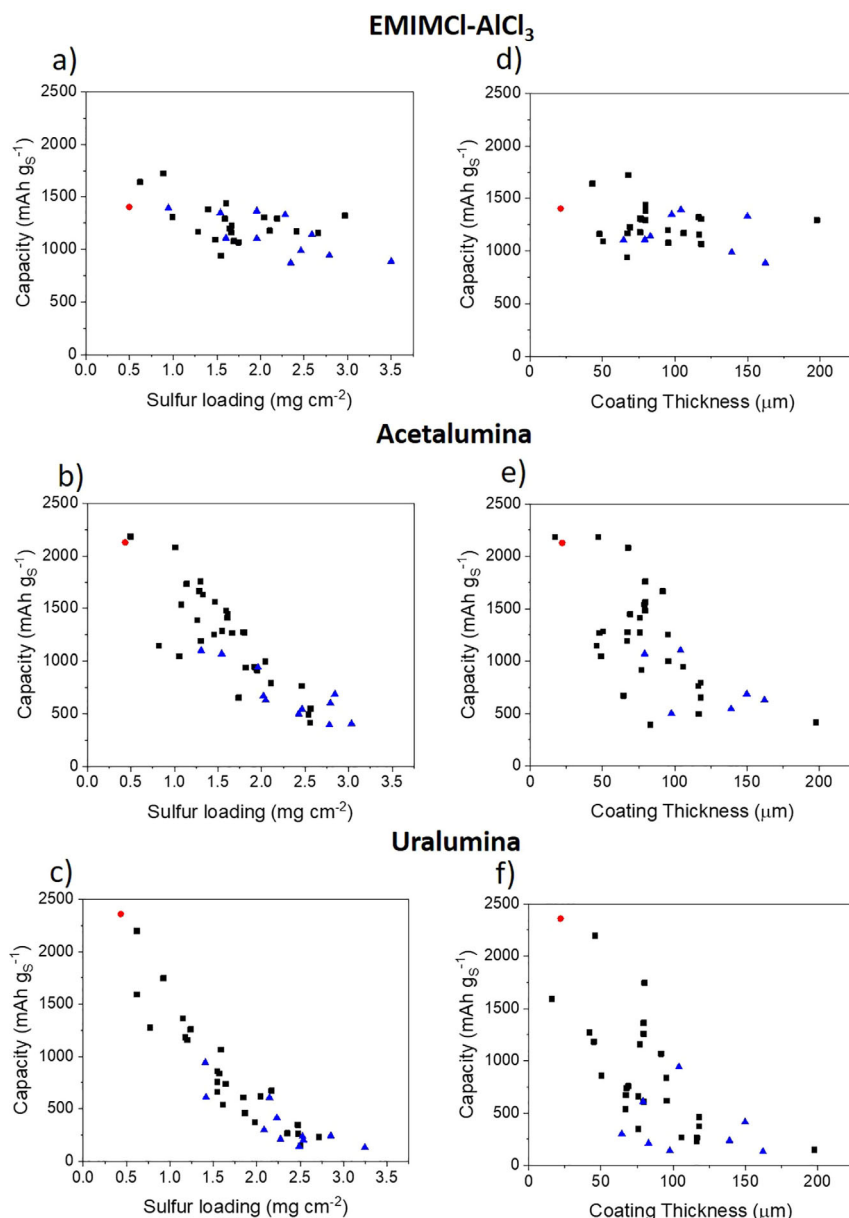 EMIMCl-AlCl₃
a)
2500
2000
1500
1000
500
0
Capacity (mAh gₛ⁻¹)
0.0 0.5 1.0 1.5 2.0 2.5 3.0 3.5
Sulfur loading (mg cm⁻²)
d)
2500
2000
1500
1000
500
0
Capacity (mAh gₛ⁻¹)
0 50 100 150 200
Coating Thickness (μm)
Acetalumina
b)
2500
2000
1500
1000
500
0
Capacity (mAh gₛ⁻¹)
0.0 0.5 1.0 1.5 2.0 2.5 3.0 3.5
Sulfur loading (mg cm⁻²)
e)
2500
2000
1500
1000
500
0
Capacity (mAh gₛ⁻¹)
0 50 100 150 200
Coating Thickness (μm)
Uralumina
c)
2500
2000
1500
1000
500
0
Capacity (mAh gₛ⁻¹)
0.0 0.5 1.0 1.5 2.0 2.5 3.0 3.5
Sulfur loading (mg cm⁻²)
f)
2500
2000
1500
1000
500
0
Capacity (mAh gₛ⁻¹)
0 50 100 150 200
Coating Thickness (μm)